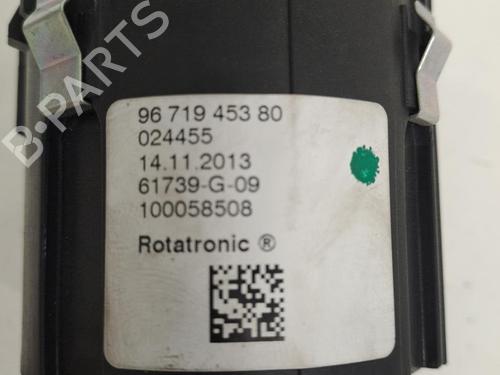 B-PARTS
96 719 453 80
024455
14.11.2013
61739-G-09
100058508
Rotatronic ®